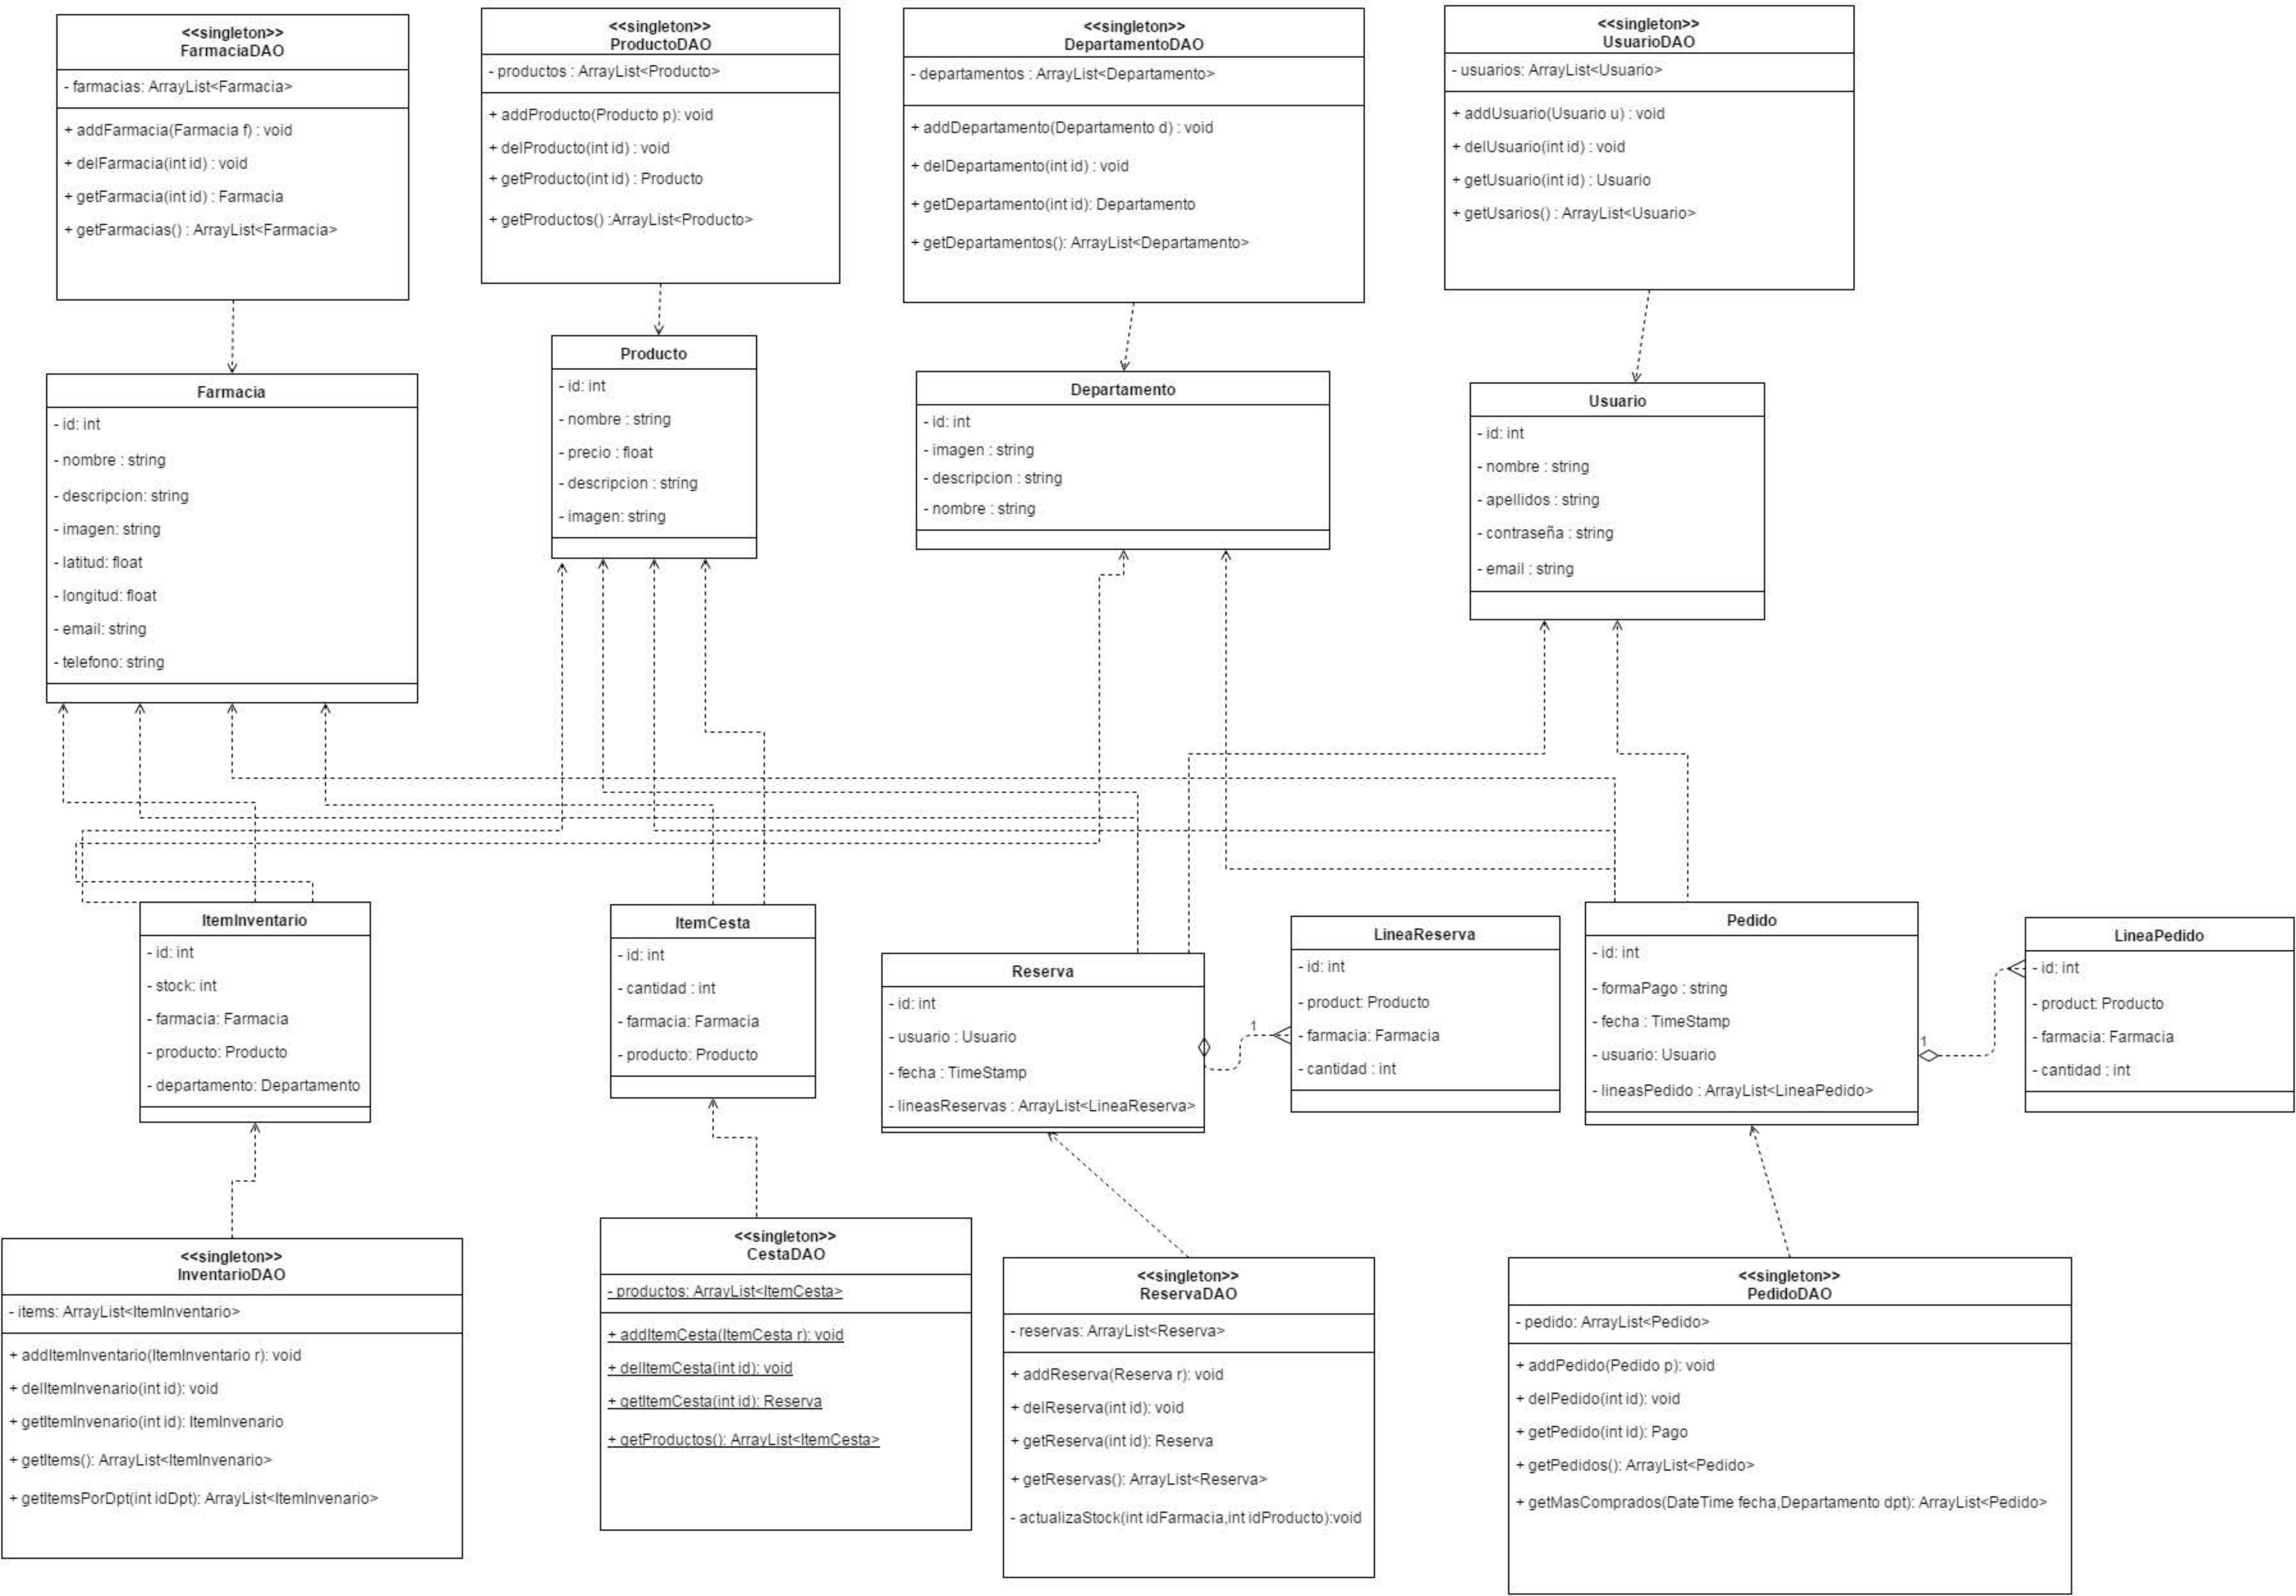 <<singleton>>
FarmaciaDAO
- farmacias: ArrayList<Farmacia>
+ addFarmacia(Farmacia f) : void
+ delFarmacia(int id) : void
+ getFarmacia(int id) : Farmacia
+ getFarmacias() : ArrayList<Farmacia>
<<singleton>>
ProductoDAO
- productos : ArrayList<Producto>
+ addProducto(Producto p): void
+ delProducto(int id) : void
+ getProducto(int id) : Producto
+ getProductos() :ArrayList<Producto>
<<singleton>>
DepartamentoDAO
- departamentos : ArrayList<Departamento>
+ addDepartamento(Departamento d) : void
+ delDepartamento(int id) : void
+ getDepartamento(int id): Departamento
+ getDepartamentos(): ArrayList<Departamento>
<<singleton>>
UsuarioDAO
- usuarios: ArrayList<Usuario>
+ addUsuario(Usuario u) : void
+ delUsuario(int id) : void
+ getUsuario(int id) : Usuario
+ getUsarios() : ArrayList<Usuario>
Farmacia
- id: int
- nombre : string
- descripcion: string
- imagen: string
- latitud: float
- longitud: float
- email: string
- telefono: string
Producto
- id: int
- nombre : string
- precio : float
- descripcion : string
- imagen: string
Departamento
- id: int
- imagen : string
- descripcion : string
- nombre : string
Usuario
- id: int
- nombre : string
- apellidos : string
- contraseña : string
- email : string
ItemInventario
- id: int
- stock: int
- farmacia: Farmacia
- producto: Producto
- departamento: Departamento
ItemCesta
- id: int
- cantidad : int
- farmacia: Farmacia
- producto: Producto
Reserva
- id: int
- usuario : Usuario
- fecha : TimeStamp
- lineasReservas : ArrayList<LineaReserva>
1
LineaReserva
- id: int
- product: Producto
- farmacia: Farmacia
- cantidad : int
Pedido
- id: int
- formaPago : string
- fecha : TimeStamp
- usuario: Usuario
- lineasPedido : ArrayList<LineaPedido>
1
LineaPedido
- id: int
- product: Producto
- farmacia: Farmacia
- cantidad : int
<<singleton>>
InventarioDAO
- items: ArrayList<ItemInventario>
+ addItemInventario(ItemInventario r): void
+ delItemInvenario(int id): void
+ getItemInvenario(int id): ItemInvenario
+ getItems(): ArrayList<ItemInvenario>
+ getItemsPorDpt(int idDpt): ArrayList<ItemInvenario>
<<singleton>>
CestaDAO
- productos: ArrayList<ItemCesta>
+ addItemCesta(ItemCesta r): void
+ delItemCesta(int id): void
+ getItemCesta(int id): Reserva
+ getProductos(): ArrayList<ItemCesta>
<<singleton>>
ReservaDAO
- reservas: ArrayList<Reserva>
+ addReserva(Reserva r): void
+ delReserva(int id): void
+ getReserva(int id): Reserva
+ getReservas(): ArrayList<Reserva>
- actualizaStock(int idFarmacia,int idProducto):void
<<singleton>>
PedidoDAO
- pedido: ArrayList<Pedido>
+ addPedido(Pedido p): void
+ delPedido(int id): void
+ getPedido(int id): Pago
+ getPedidos(): ArrayList<Pedido>
+ getMasComprados(DateTime fecha,Departamento dpt): ArrayList<Pedido>